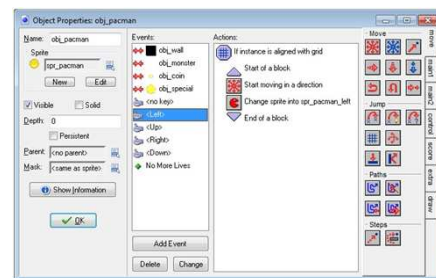 Object Properties: obj_pacman
Name: obj_pacman
Sprite
spr_pacman
New
Edit
Visible
Solid
Depth: 0
Persistent
Parent: <no parent>
Mask: <same as sprite>
Show Information
OK
Events:
obj_wall
obj_monster
obj_coin
obj_special
<no key>
<Left>
<Up>
<Right>
<Down>
No More Lives
Add Event
Delete
Change
Actions:
If instance is aligned with grid
Start of a block
Start moving in a direction
Change sprite into spr_pacman_left
End of a block
Move
Jump
Paths
Steps
move
main1
main2
control
score
extra
draw